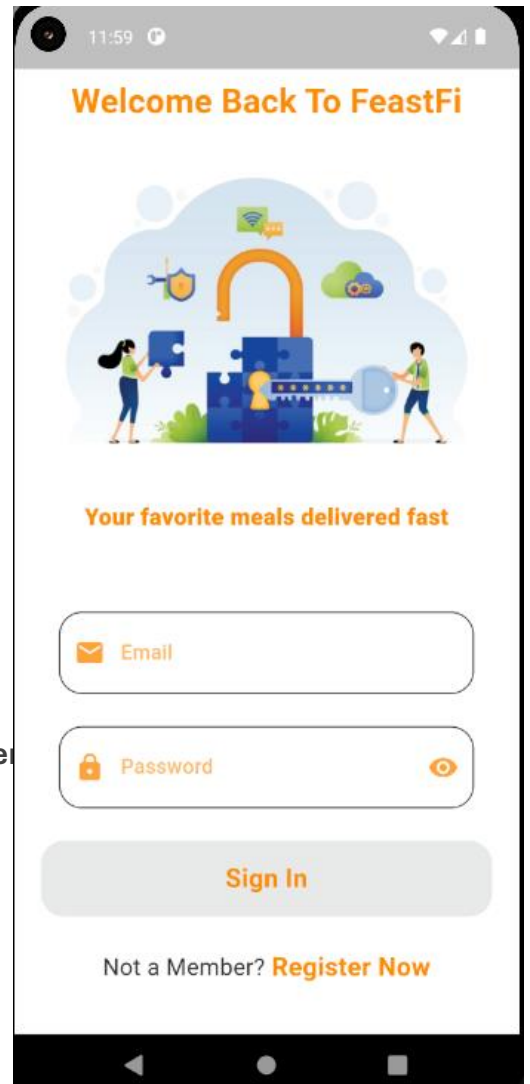 11:59
Welcome Back To FeastFi
Your favorite meals delivered fast
Email
er
Password
Sign In
Not a Member? Register Now